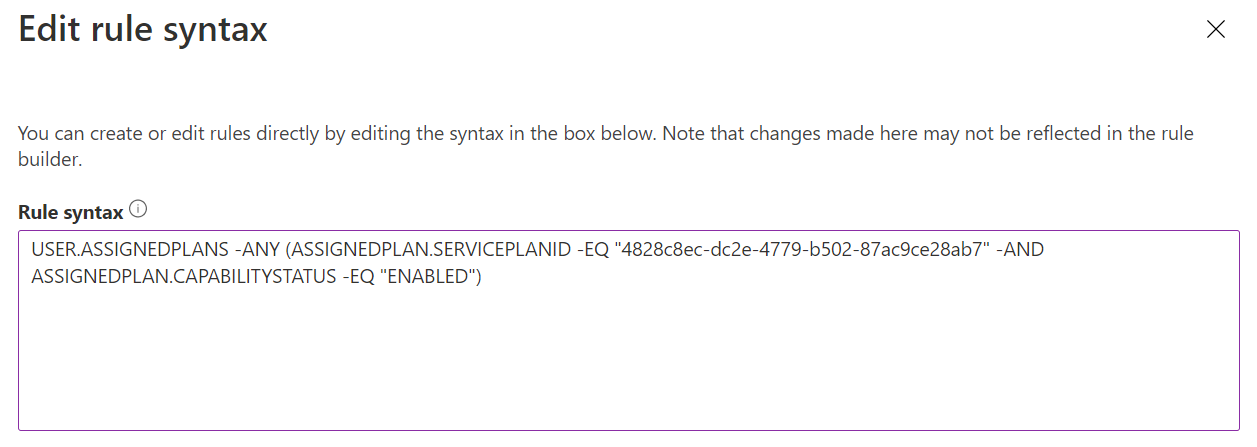 Edit rule syntax
You can create or edit rules directly by editing the syntax in the box below. Note that changes made here may not be reflected in the rule
builder.
Rule syntax
USER.ASSIGNEDPLANS -ANY (ASSIGNEDPLAN.SERVICEPLANID -EQ "4828c8ec-dc2e-4779-b502-87ac9ce28ab7" -AND
ASSIGNEDPLAN.CAPABILITYSTATUS -EQ "ENABLED")